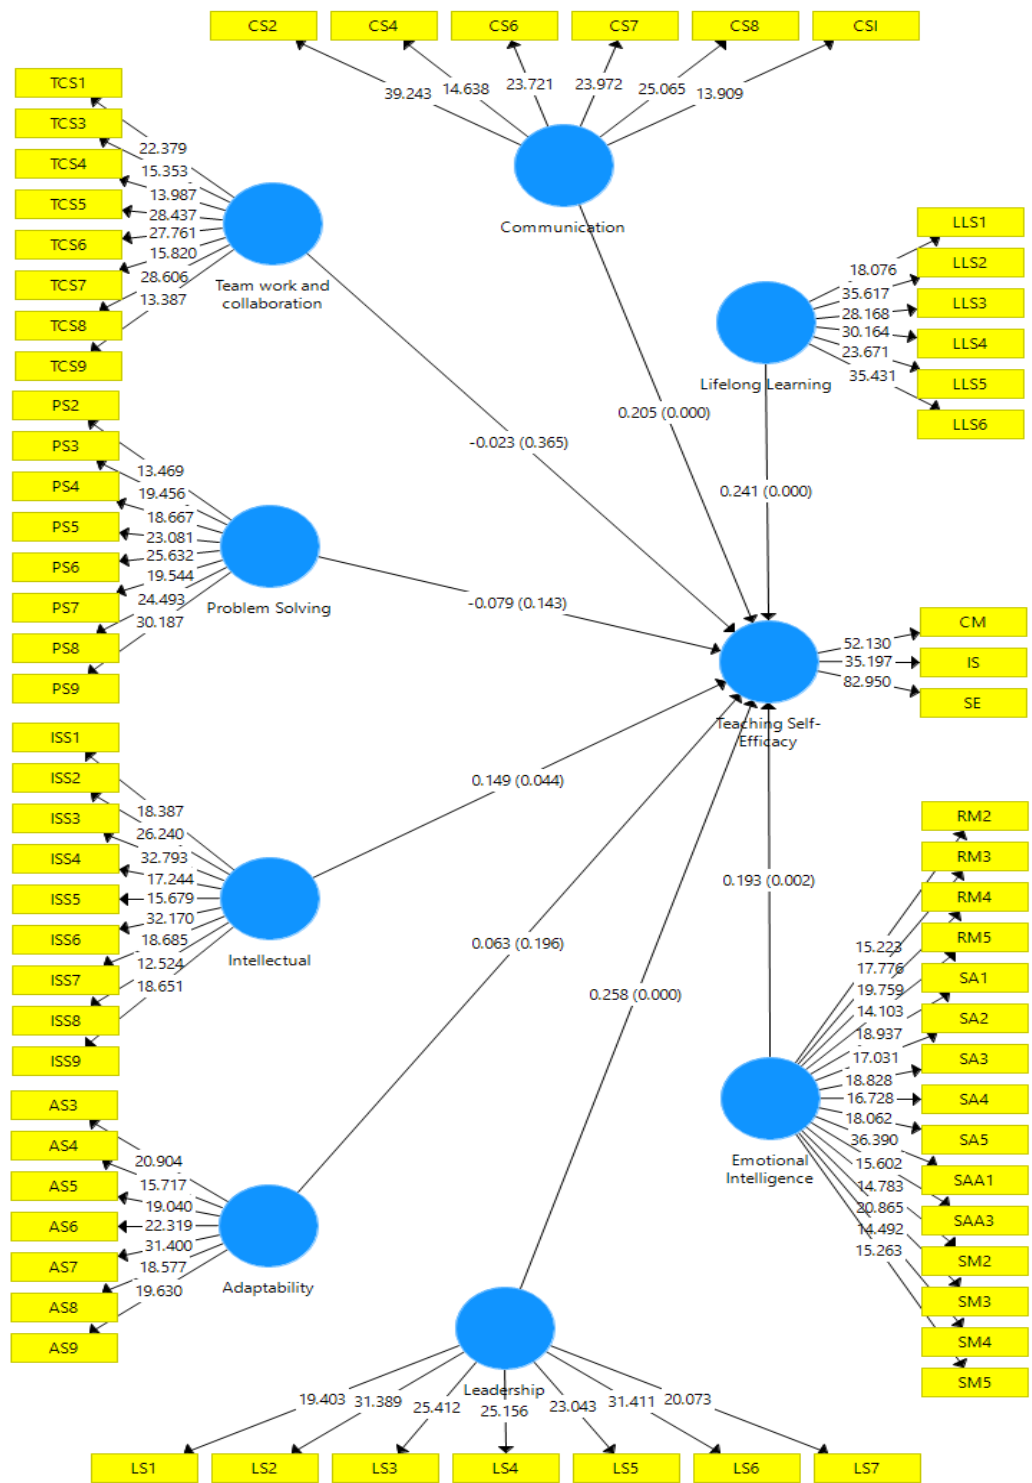 CS2
CS4
CS6
CS7
CS8
CSI
39.243
14.638
23.721
23.972
25.065
13.909
Communication
TCS1
TCS3
TCS4
TCS5
TCS6
TCS7
TCS8
TCS9
22.379
15.353
13.987
28.437
27.761
15.820
28.606
13.387
Team work and
collaboration
LLS1
LLS2
LLS3
LLS4
LLS5
LLS6
18.076
35.617
28.168
30.164
23.671
35.431
Lifelong Learning
0.205 (0.000)
-0.023 (0.365)
0.241 (0.000)
PS2
PS3
PS4
PS5
PS6
PS7
PS8
PS9
13.469
19.456
18.667
23.081
25.632
19.544
24.493
30.187
Problem Solving
-0.079 (0.143)
CM
IS
SE
52.130
35.197
82.950
Teaching Self-
Efficacy
ISS1
ISS2
ISS3
ISS4
ISS5
ISS6
ISS7
ISS8
ISS9
18.387
26.240
32.793
17.244
15.679
32.170
18.685
12.524
18.651
Intellectual
0.149 (0.044)
0.193 (0.002)
0.063 (0.196)
0.258 (0.000)
RM2
RM3
RM4
RM5
SA1
SA2
SA3
SA4
SA5
SAA1
SAA3
SM2
SM3
SM4
SM5
15.223
17.776
19.759
14.103
18.937
17.031
18.828
16.728
18.062
36.390
15.602
14.783
20.865
14.492
15.263
Emotional
Intelligence
AS3
AS4
AS5
AS6
AS7
AS8
AS9
20.904
15.717
19.040
22.319
31.400
18.577
19.630
Adaptability
Leadership
19.403
31.389
25.412
25.156
23.043
31.411
20.073
LS1
LS2
LS3
LS4
LS5
LS6
LS7